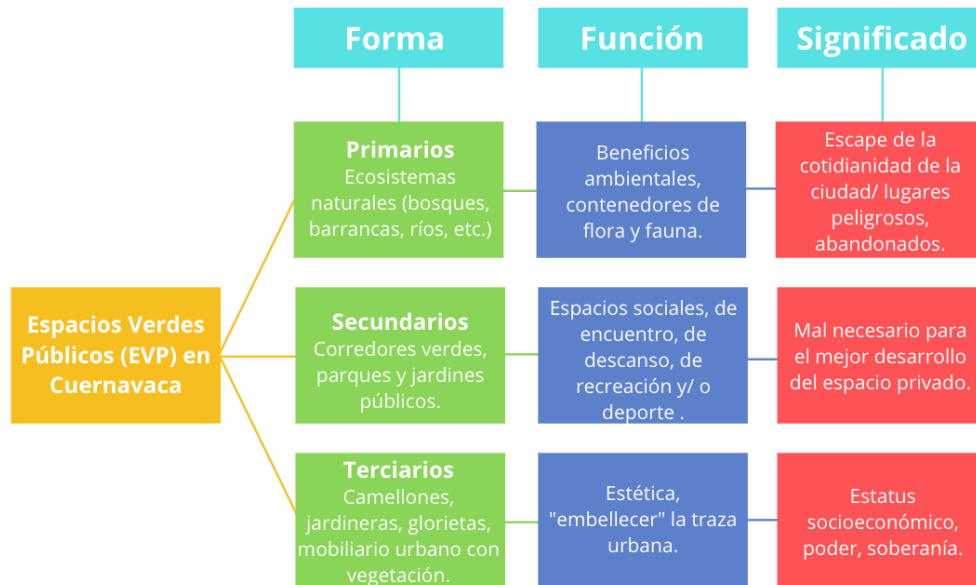 Forma
Función
Significado
Espacios Verdes
Públicos (EVP) en
Cuernavaca
Primarios
Ecosistemas
naturales (bosques,
barrancas, ríos, etc.)
Beneficios
ambientales,
contenedores de
flora y fauna.
Escape de la
cotidianidad de la
ciudad/ lugares
peligrosos,
abandonados.
Secundarios
Corredores verdes,
parques y jardines
públicos.
Espacios sociales, de
encuentro, de
descanso, de
recreación y/ o
deporte .
Mal necesario para
el mejor desarrollo
del espacio privado.
Terciarios
Camellones,
jardineras, glorietas,
mobiliario urbano con
vegetación.
Estética,
"embellecer" la traza
urbana.
Estatus
socioeconómico,
poder, soberanía.